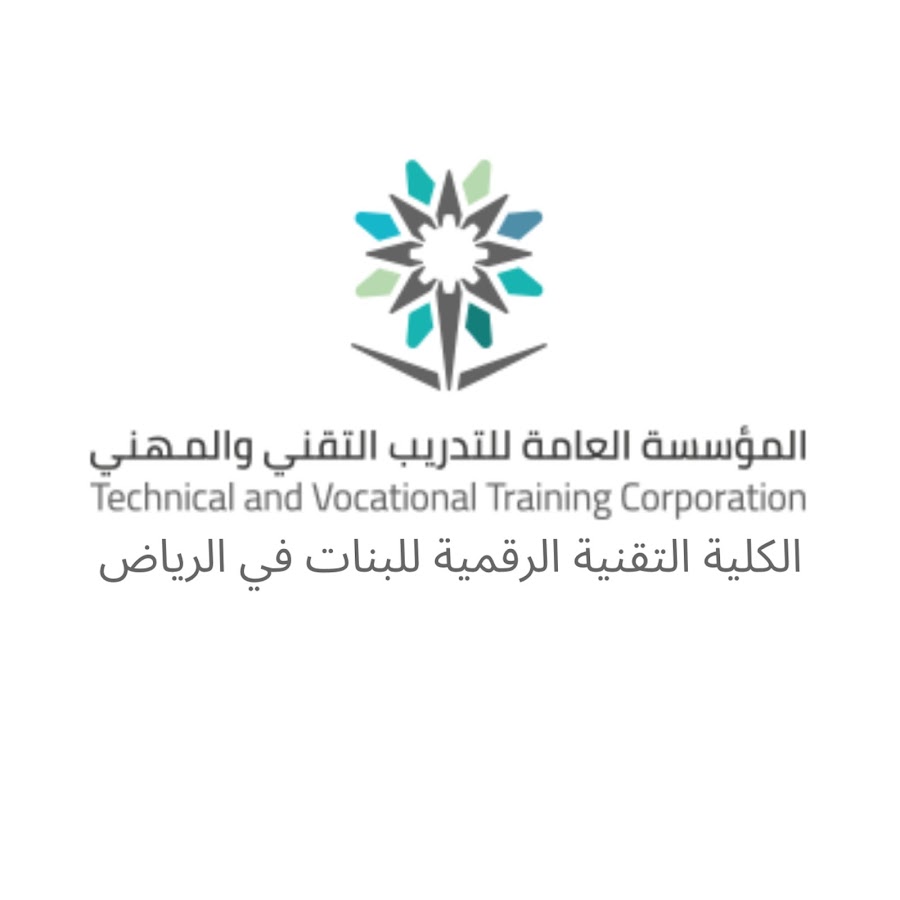 المؤسسة العامة للتدريب التقني والمهني
Technical and Vocational Training Corporation
الكلية التقنية الرقمية للبنات في الرياض